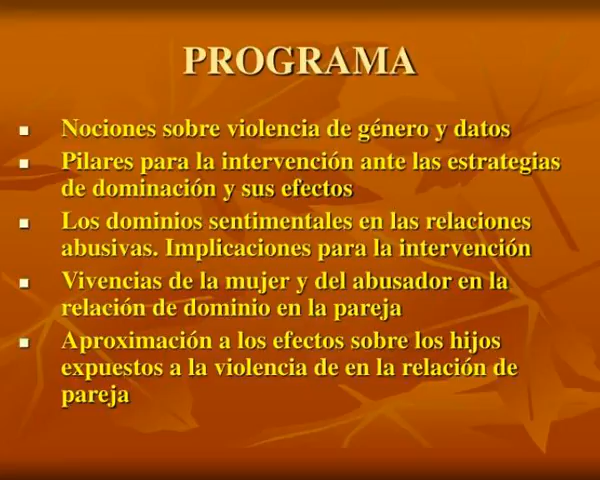 PROGRAMA
Nociones sobre violencia de género y datos
Pilares para la intervención ante las estrategias
de dominación y sus efectos
Los dominios sentimentales en las relaciones
abusivas. Implicaciones para la intervención
Vivencias de la mujer y del abusador en la
relación de dominio en la pareja
Aproximación a los efectos sobre los hijos
expuestos a la violencia de en la relación de
pareja